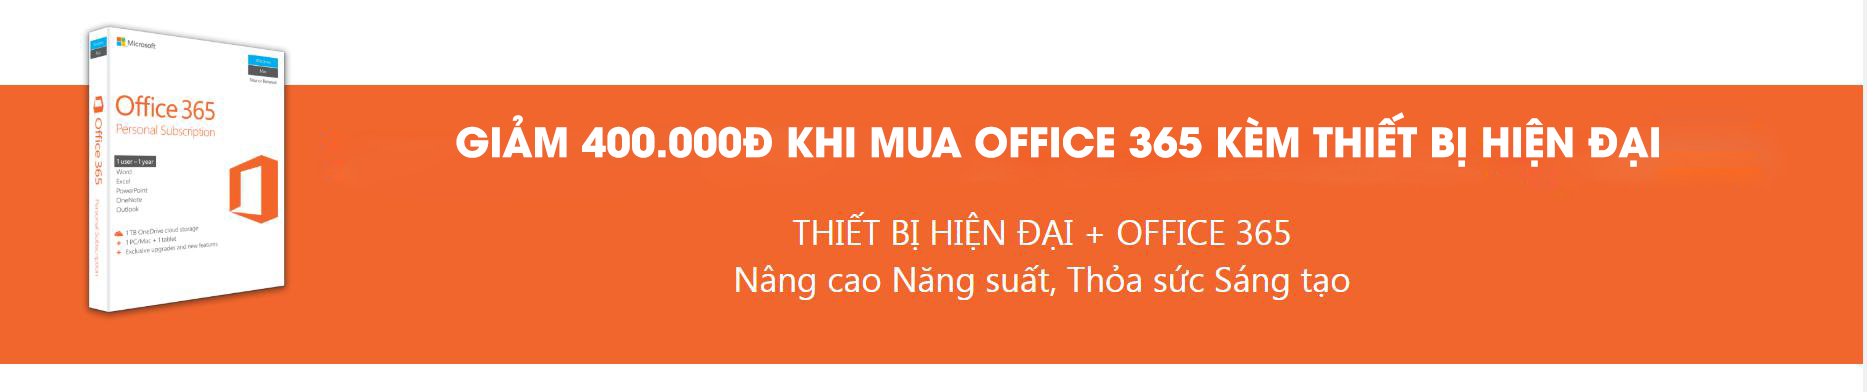 Microsoft
Office 365
Personal Subscription
1 user – 1 year
Word
Excel
PowerPoint
OneNote
Outlook
1 TB OneDrive cloud storage
1 PC/Mac + 1 tablet
Exclusive upgrades and new features
Office 365
Personal Subscription
GIẢM 400.000Đ KHI MUA OFFICE 365 KÈM THIẾT BỊ HIỆN ĐẠI
THIẾT BỊ HIỆN ĐẠI + OFFICE 365
Nâng cao Năng suất, Thỏa sức Sáng tạo